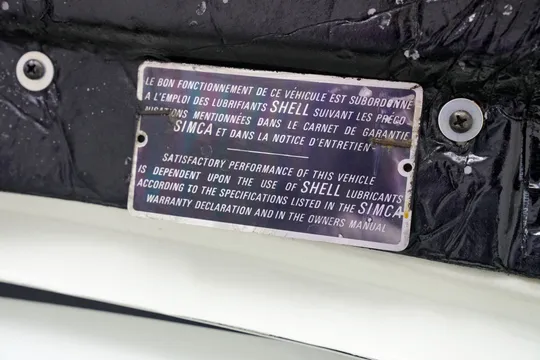 LE BON FONCTIONNEMENT DE CE VÉHICULE EST SUBORDONNÉ
A L'EMPLOI DES LUBRIFIANTS SHELL SUIVANT LES PRÉCO-
NISATIONS MENTIONNÉES DANS LE CARNET DE GARANTIE
SIMCA ET DANS LA NOTICE D'ENTRETIEN
SATISFACTORY PERFORMANCE OF THIS VEHICLE
IS DEPENDENT UPON THE USE OF SHELL LUBRICANTS
ACCORDING TO THE SPECIFICATIONS LISTED IN THE SIMCA
WARRANTY DECLARATION AND IN THE OWNERS MANUAL